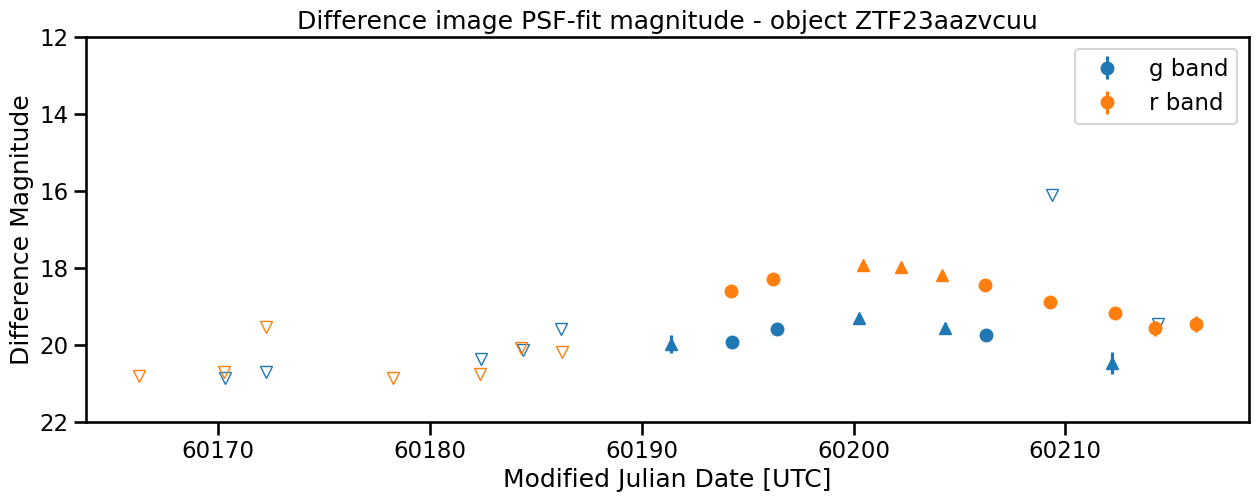 Difference image PSF-fit magnitude - object ZTF23aazvcuu
g band
r band
Difference Magnitude
12
14
16
18
20
22
60170 60180 60190 60200 60210
Modified Julian Date [UTC]